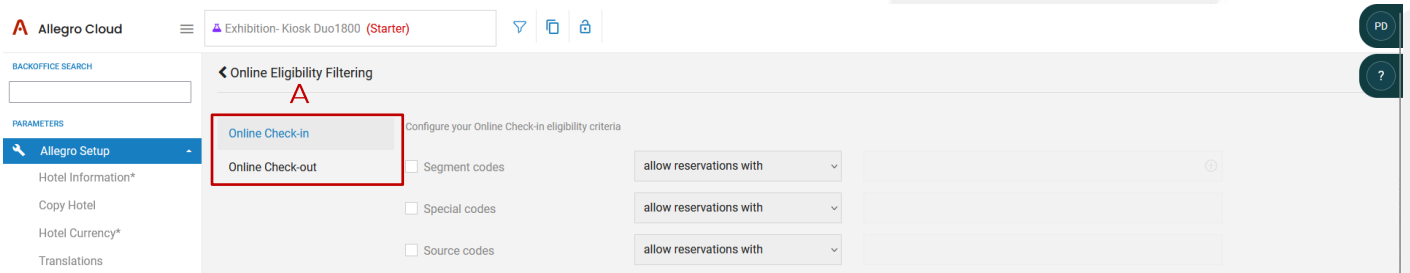 Allegro Cloud
Exhibition- Kiosk Duo1800 (Starter)
PD
BACKOFFICE SEARCH
Online Eligibility Filtering
?
A
PARAMETERS
Online Check-in
Configure your Online Check-in eligibility criteria
Allegro Setup
Online Check-out
Segment codes
allow reservations with
Hotel Information*
Copy Hotel
Special codes
allow reservations with
Hotel Currency*
Source codes
allow reservations with
Translations